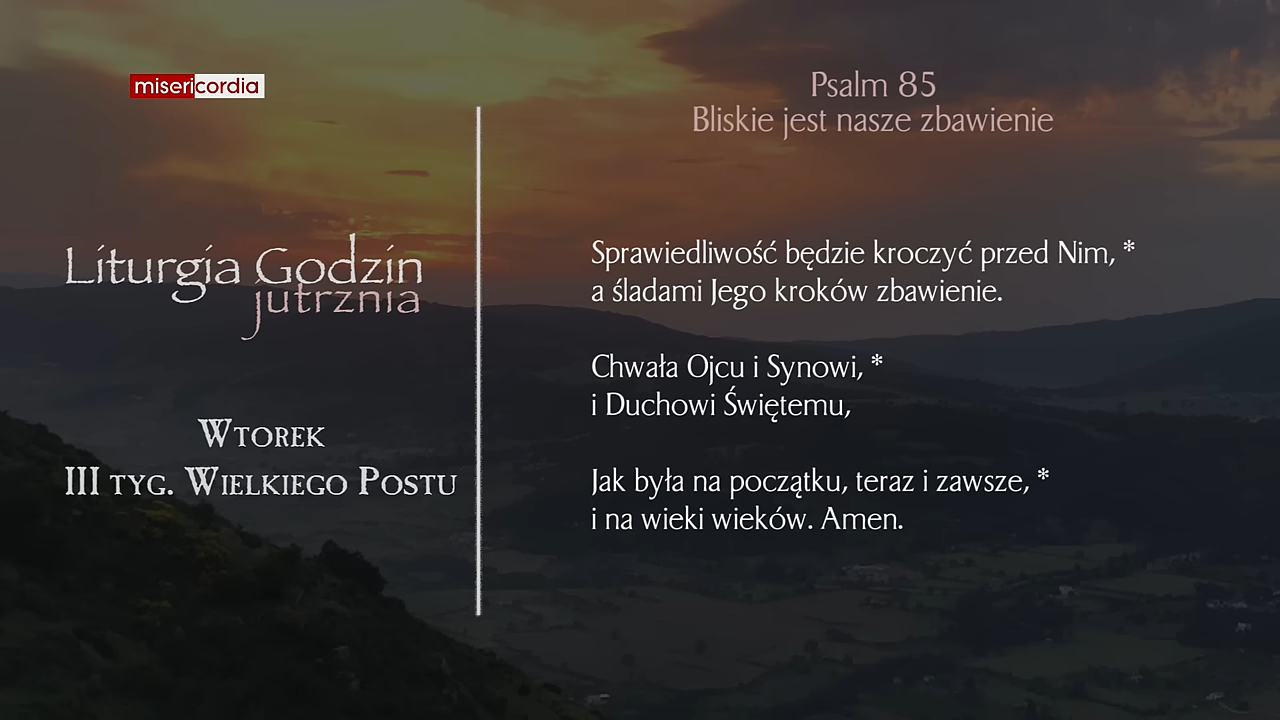 misericordia
Liturgia Godzin
jutrznia
Wtorek
III tyg. Wielkiego Postu
Psalm 85
Bliskie jest nasze zbawienie
Sprawiedliwość będzie kroczyć przed Nim, *
a śladami Jego kroków zbawienie.
Chwała Ojcu i Synowi, *
i Duchowi Świętemu,
Jak była na początku, teraz i zawsze, *
i na wieki wieków. Amen.